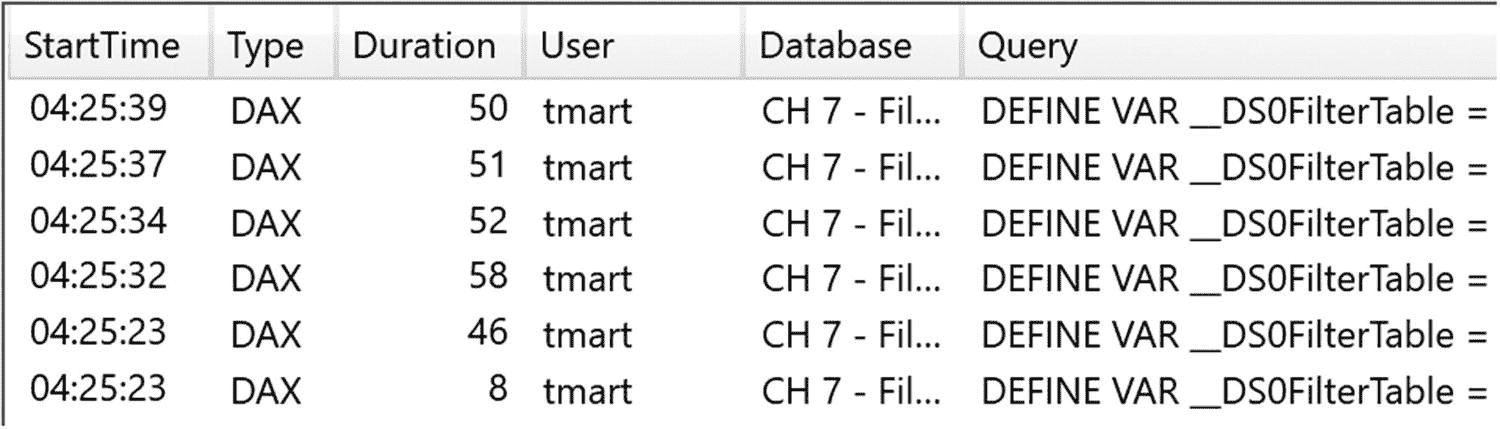 StartTime Type Duration User Database Query
04:25:39 DAX 50 tmart CH 7 - Fil... DEFINE VAR __DS0FilterTable =
04:25:37 DAX 51 tmart CH 7 - Fil... DEFINE VAR __DS0FilterTable =
04:25:34 DAX 52 tmart CH 7 - Fil... DEFINE VAR __DS0FilterTable =
04:25:32 DAX 58 tmart CH 7 - Fil... DEFINE VAR __DS0FilterTable =
04:25:23 DAX 46 tmart CH 7 - Fil... DEFINE VAR __DS0FilterTable =
04:25:23 DAX 8 tmart CH 7 - Fil... DEFINE VAR __DS0FilterTable =